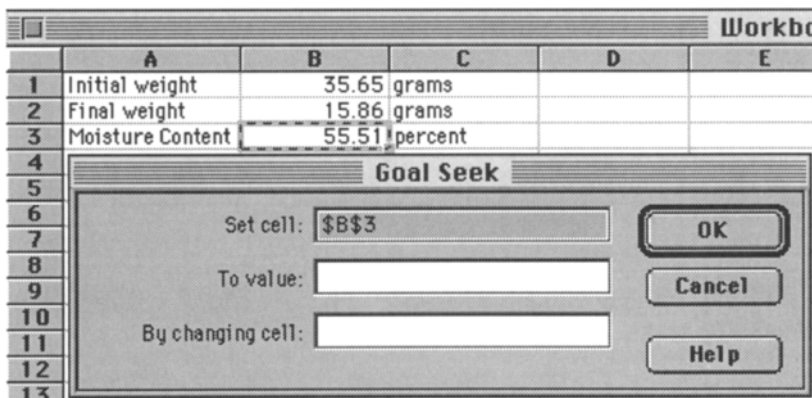 Workbo
A B C D E
1 Initial weight 35.65 grams
2 Final weight 15.86 grams
3 Moisture Content 55.51 percent
4
Goal Seek
5
6
Set cell: $B$3 OK
7
8
To value: Cancel
9
10
By changing cell:
11
Help
12
13